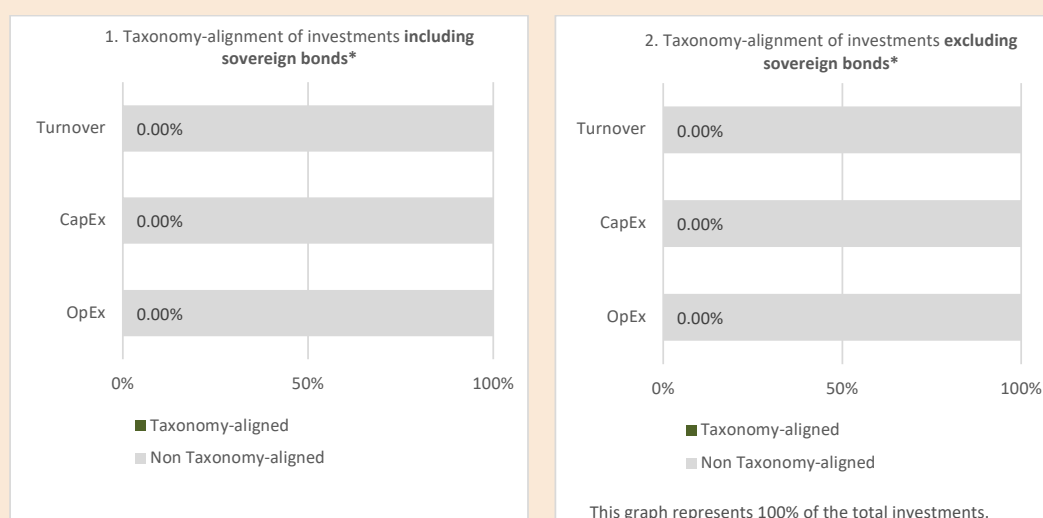 1. Taxonomy-alignment of investments including
sovereign bonds*
Turnover
0.00%
CapEx
0.00%
OpEx
0.00%
0%
50%
100%
Taxonomy-aligned
Non Taxonomy-aligned
2. Taxonomy-alignment of investments excluding
sovereign bonds*
Turnover
0.00%
CapEx
0.00%
OpEx
0.00%
0%
50%
100%
Taxonomy-aligned
Non Taxonomy-aligned
This graph represents 100% of the total investments.